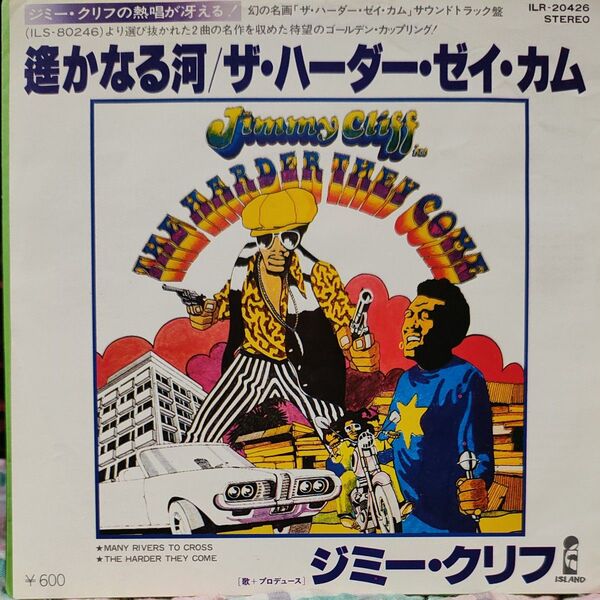 ジミー・クリフの熱唱が冴える!
幻の名画「ザ・ハーダー・ゼイ・カム」サウンドトラック盤
ILR-20426
(ILS-80246)より選び抜かれた2曲の名作を収めた待望のゴールデン・カップリング!
STEREO
遙かなる河/ザ・ハーダー・ゼイ・カム
Jimmy Cliff
in
THE HARDER THEY COME
★MANY RIVERS TO CROSS
★THE HARDER THEY COME
¥600
[歌+プロデュース]
ジミー・クリフ
ISLAND